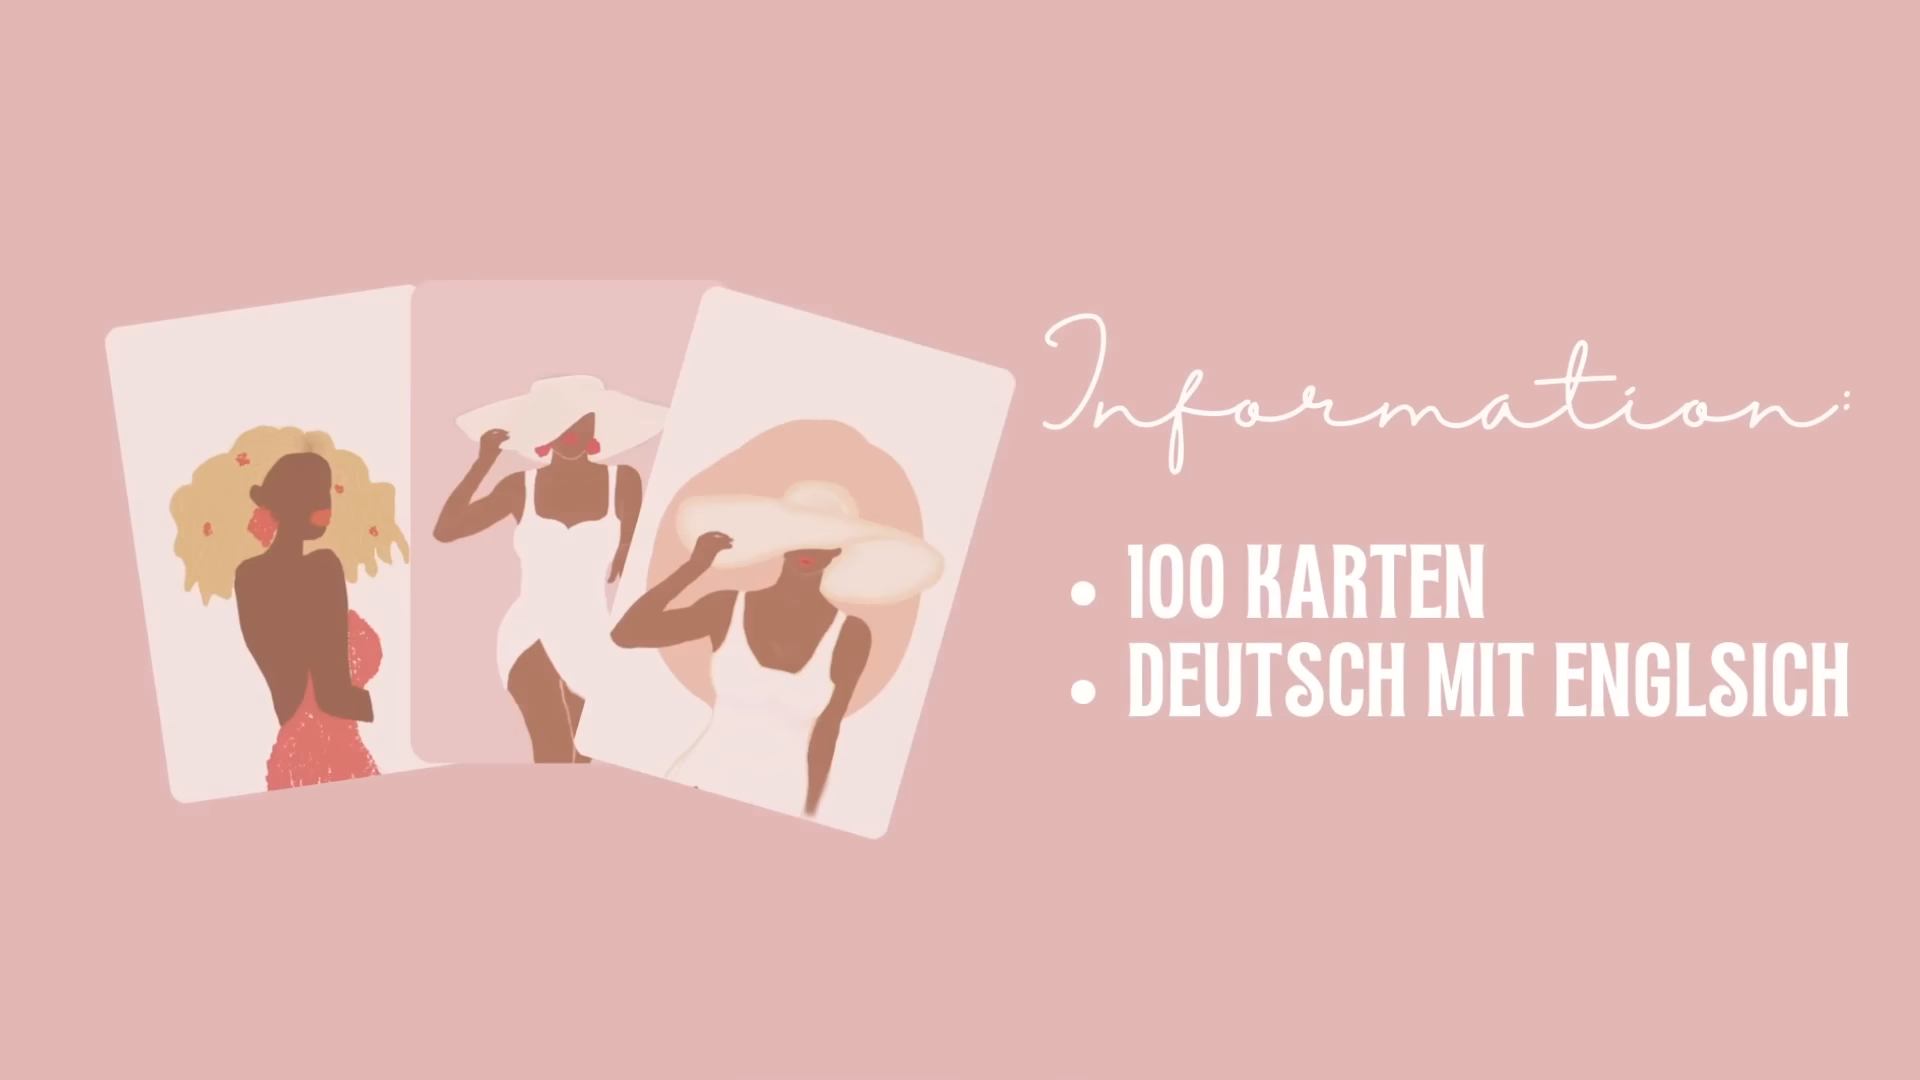 Information:
• 100 KARTEN
• DEUTSCH MIT ENGLSICH